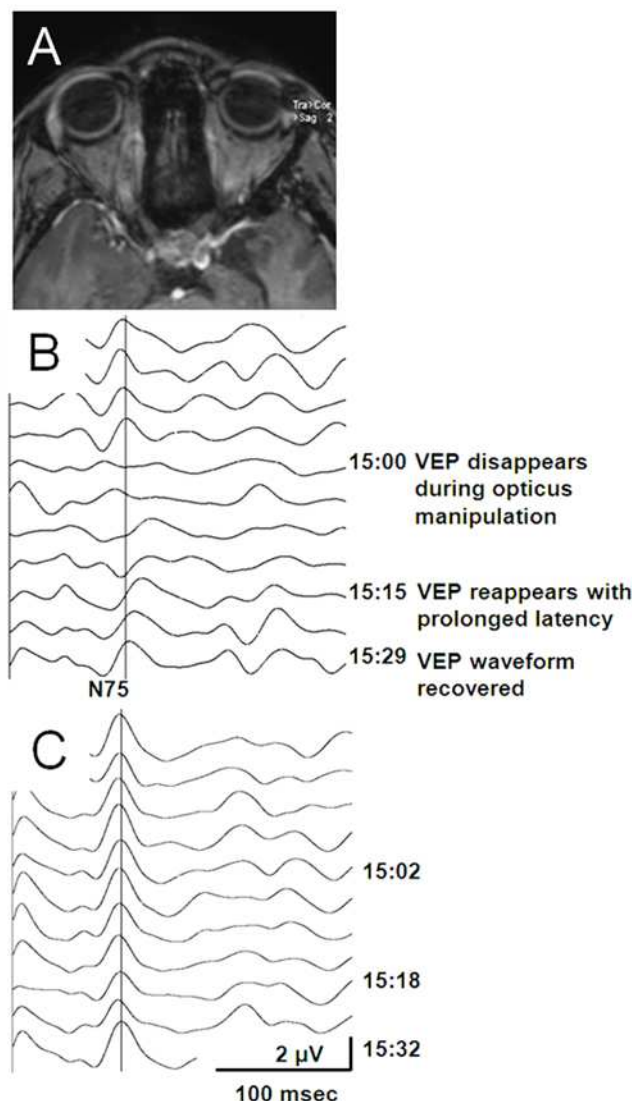 A
Tra>Cor
>Sag 2
B
15:00 VEP disappears
during opticus
manipulation
15:15 VEP reappears with
prolonged latency
15:29 VEP waveform
recovered
N75
C
15:02
15:18
2 µV
15:32
100 msec